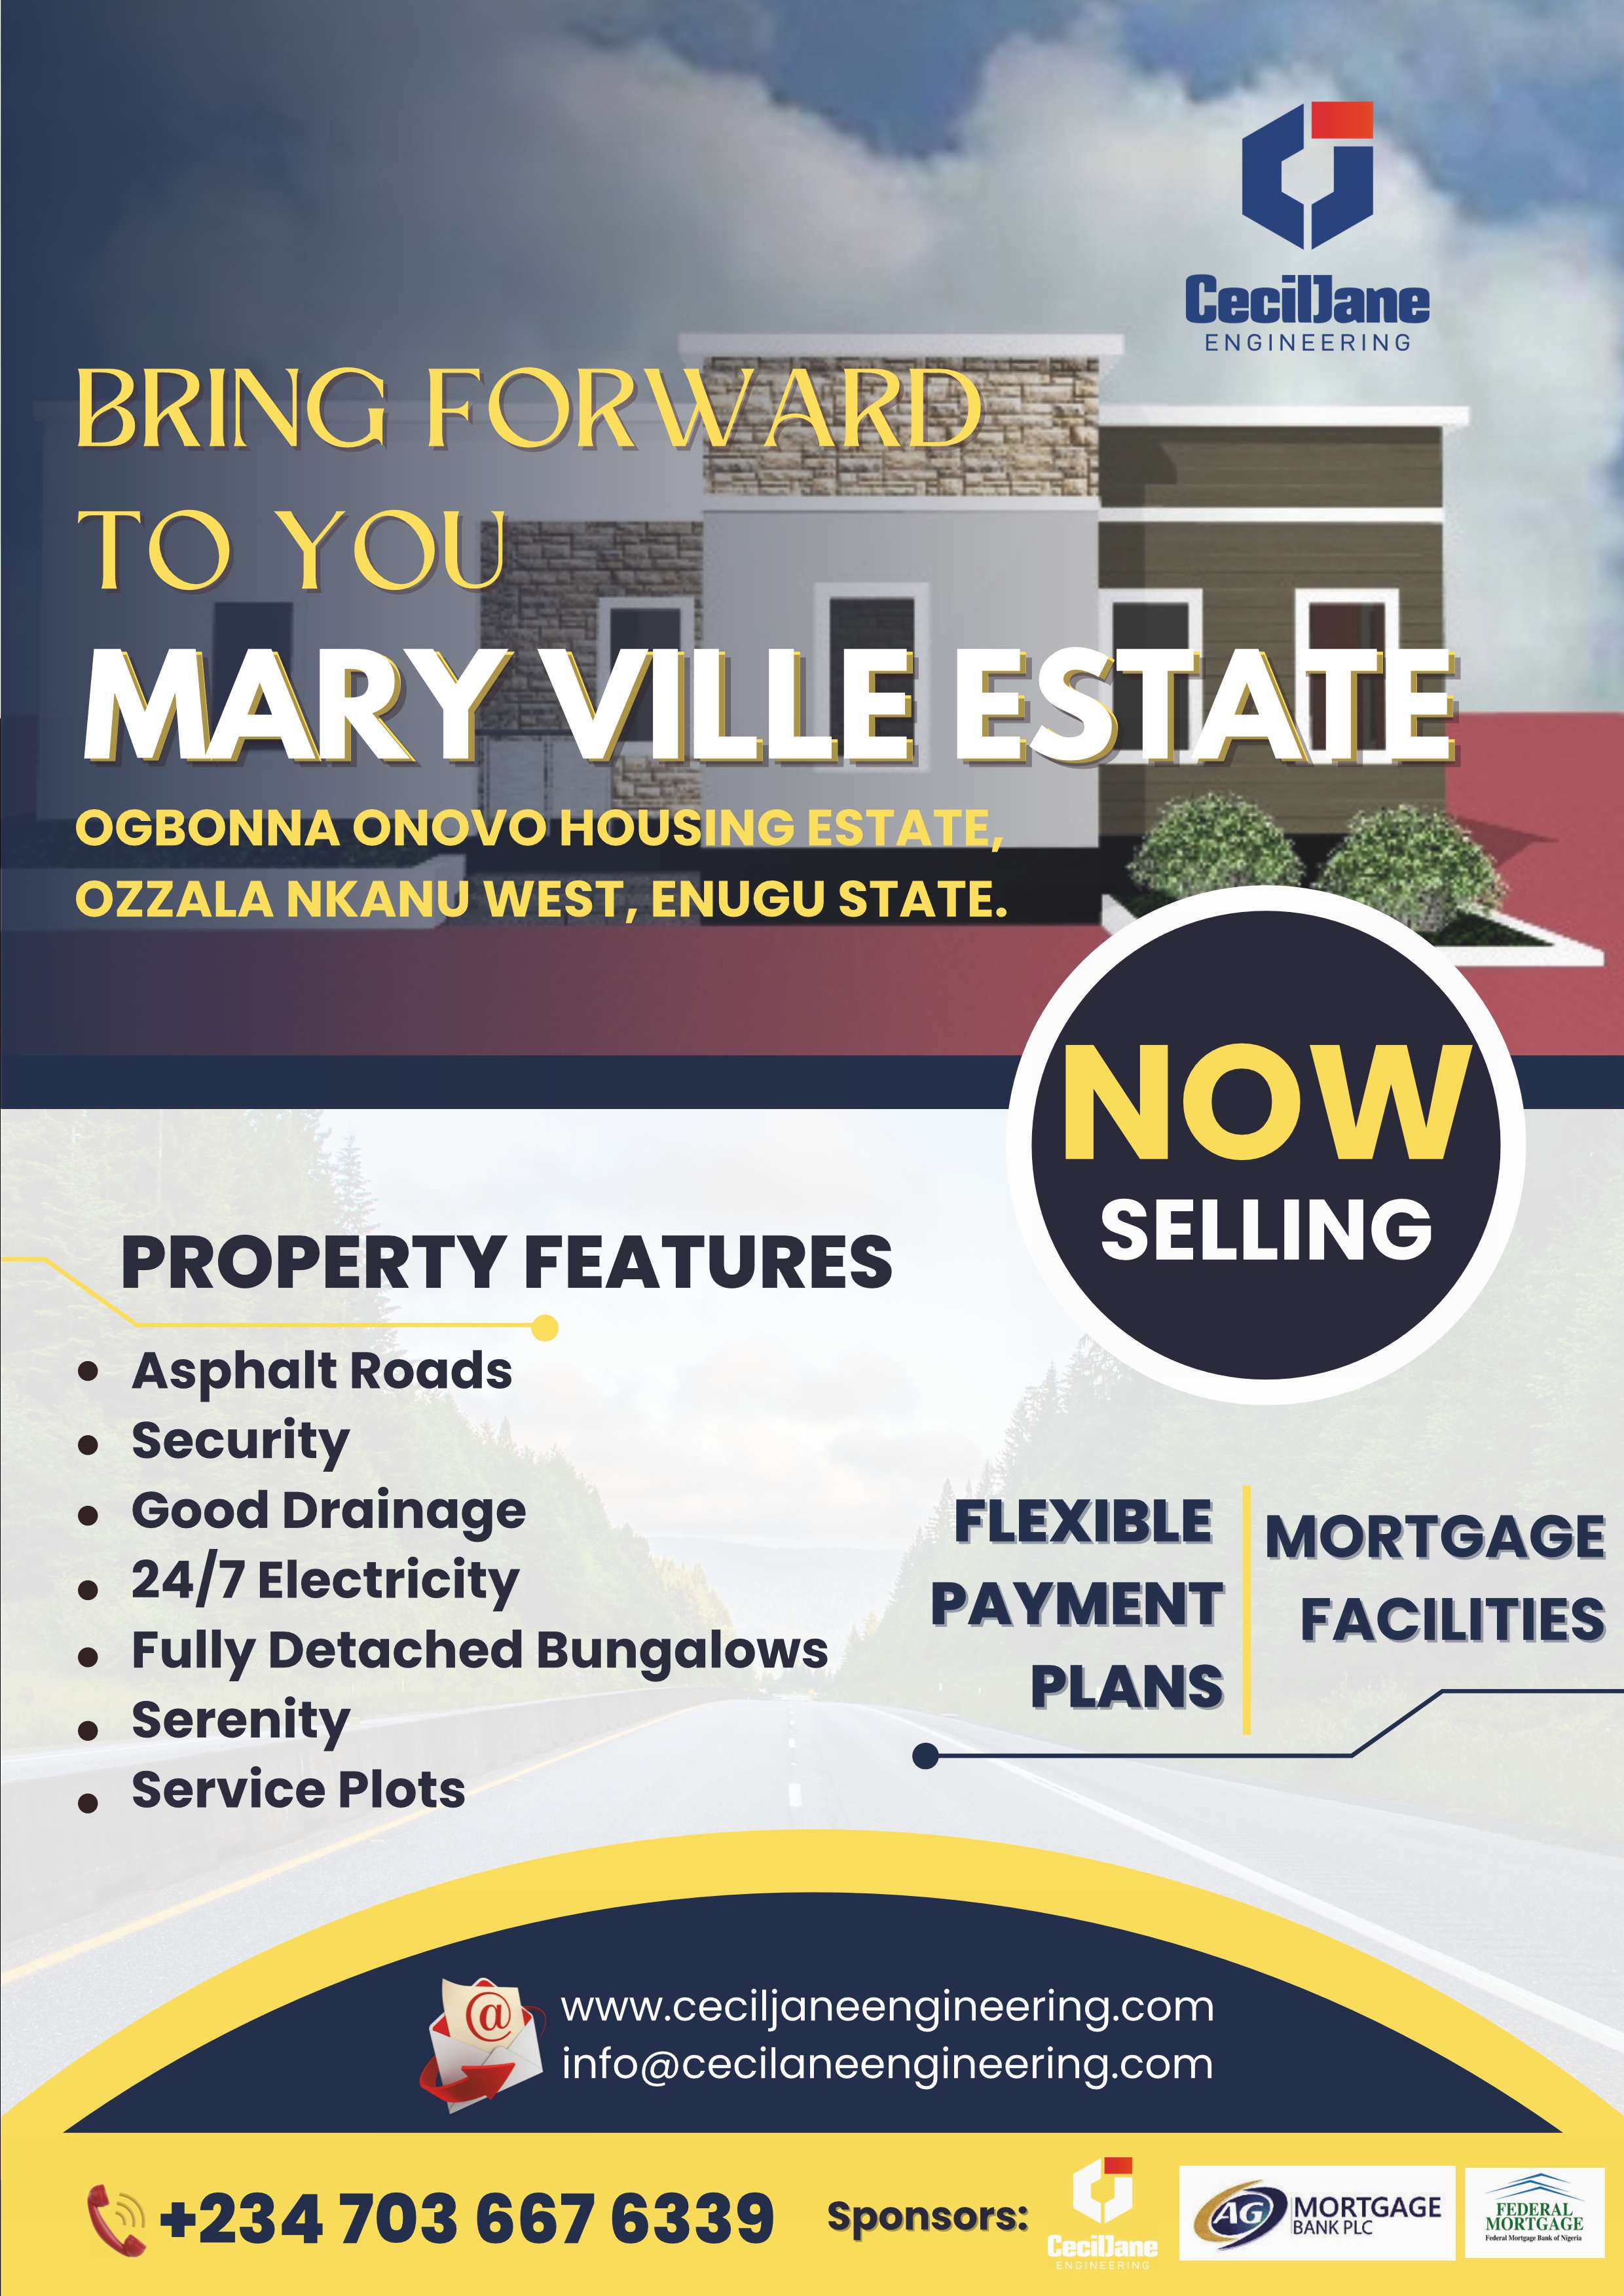 CecilJane
ENGINEERING
BRING FORWARD
TO YOU
MARY VILLE ESTATE
OGBONNA ONOVO HOUSING ESTATE,
OZZALA NKANU WEST, ENUGU STATE.
NOW
SELLING
PROPERTY FEATURES
• Asphalt Roads
• Security
• Good Drainage
• 24/7 Electricity
• Fully Detached Bungalows
• Serenity
• Service Plots
FLEXIBLE
PAYMENT
PLANS
MORTGAGE
FACILITIES
@
www.ceciljaneengineering.com
info@cecilaneengineering.com
+234 703 667 6339
Sponsors:
CecilJane
ENGINEERING
AG MORTGAGE
BANK PLC
FEDERAL
MORTGAGE
Federal Mortgage Bank of Nigeria